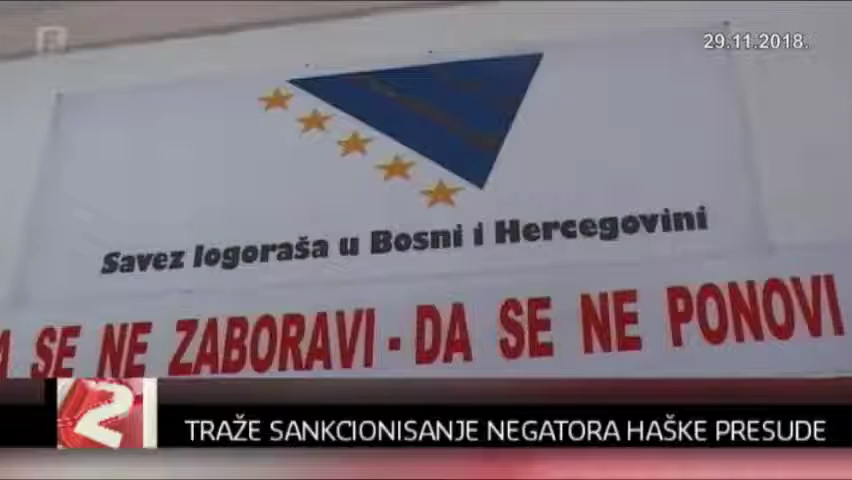 29.11.2018.
Savez logoraša u Bosni i Hercegovini
SE NE ZABORAVI - DA SE NE PONOVI
2
TRAŽE SANKCIONISANJE NEGATORA HAŠKE PRESUDE